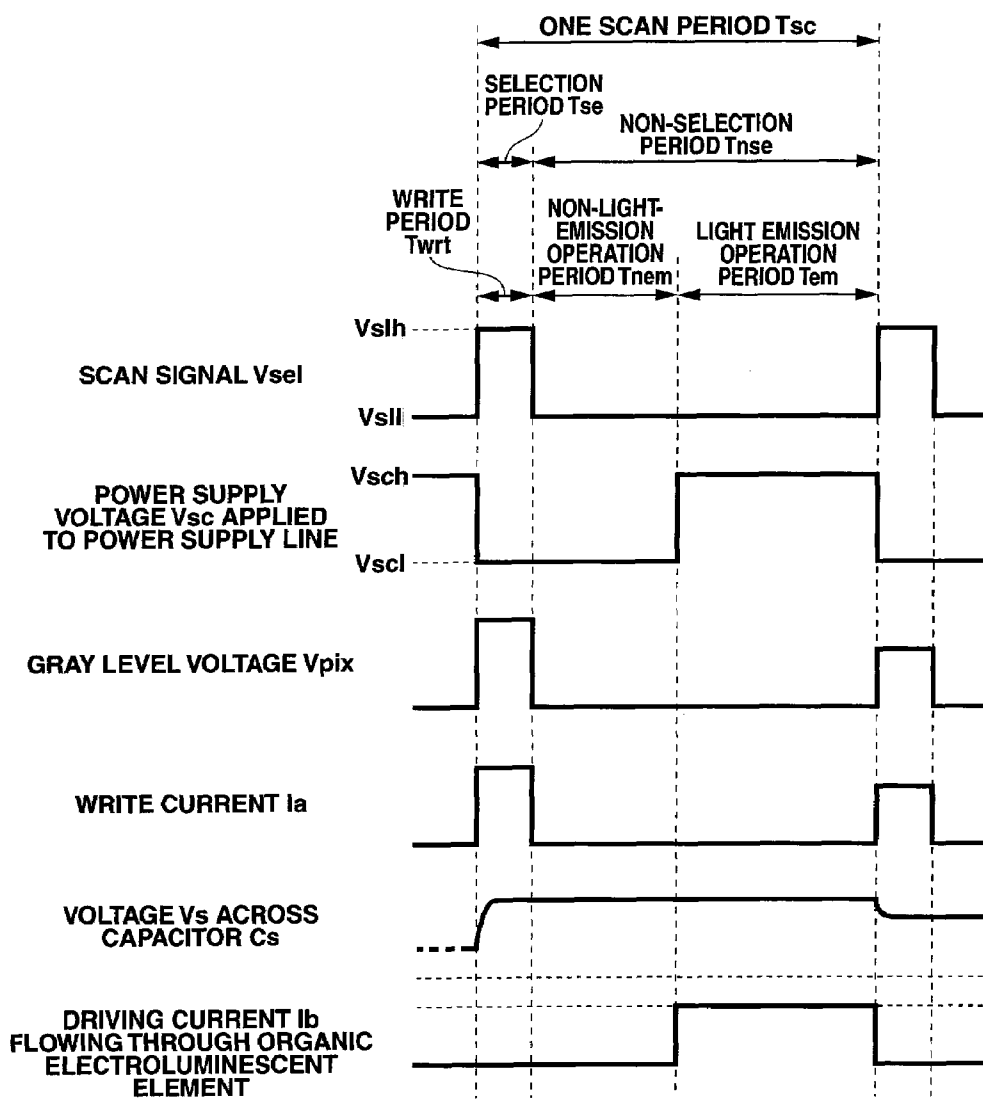 ONE SCAN PERIOD Tsc
SELECTION
PERIOD Tse
NON-SELECTION
PERIOD Tnse
WRITE
PERIOD
Twrt
NON-LIGHT-
EMISSION
OPERATION
PERIOD Tnem
LIGHT EMISSION
OPERATION
PERIOD Tem
Vslh
SCAN SIGNAL Vsel
Vsll
Vsch
POWER SUPPLY
VOLTAGE Vsc APPLIED
TO POWER SUPPLY LINE
Vscl
GRAY LEVEL VOLTAGE Vpix
WRITE CURRENT Ia
VOLTAGE Vs ACROSS
CAPACITOR Cs
DRIVING CURRENT Ib
FLOWING THROUGH ORGANIC
ELECTROLUMINESCENT
ELEMENT